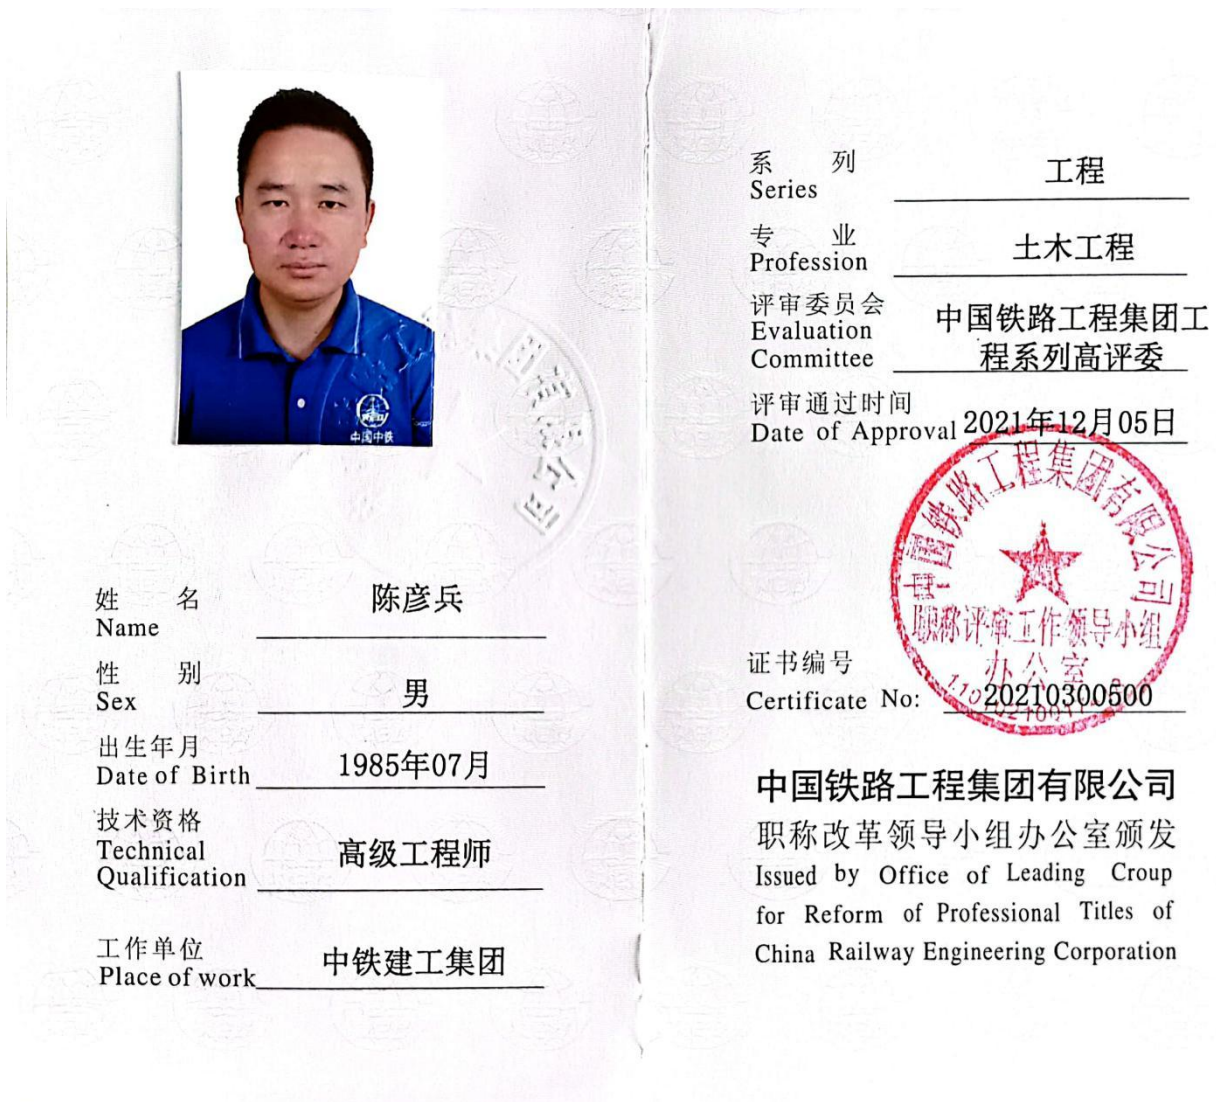 中国中铁
团有限公司
姓 名 陈彦兵
Name
性 别 男
Sex
出生年月 1985年07月
Date of Birth
技术资格
Technical 高级工程师
Qualification
工作单位 中铁建工集团
Place of work
系 列 工程
Series
专 业 土木工程
Profession
评审委员会
Evaluation 中国铁路工程集团工
Committee 程系列高评委
评审通过时间
Date of Approval 2021年12月05日
中国铁路工程集团有限公司
职称评审工作领导小组
办公室
证书编号
Certificate No: 20210300500
中国铁路工程集团有限公司
职称改革领导小组办公室颁发
Issued by Office of Leading Croup
for Reform of Professional Titles of
China Railway Engineering Corporation